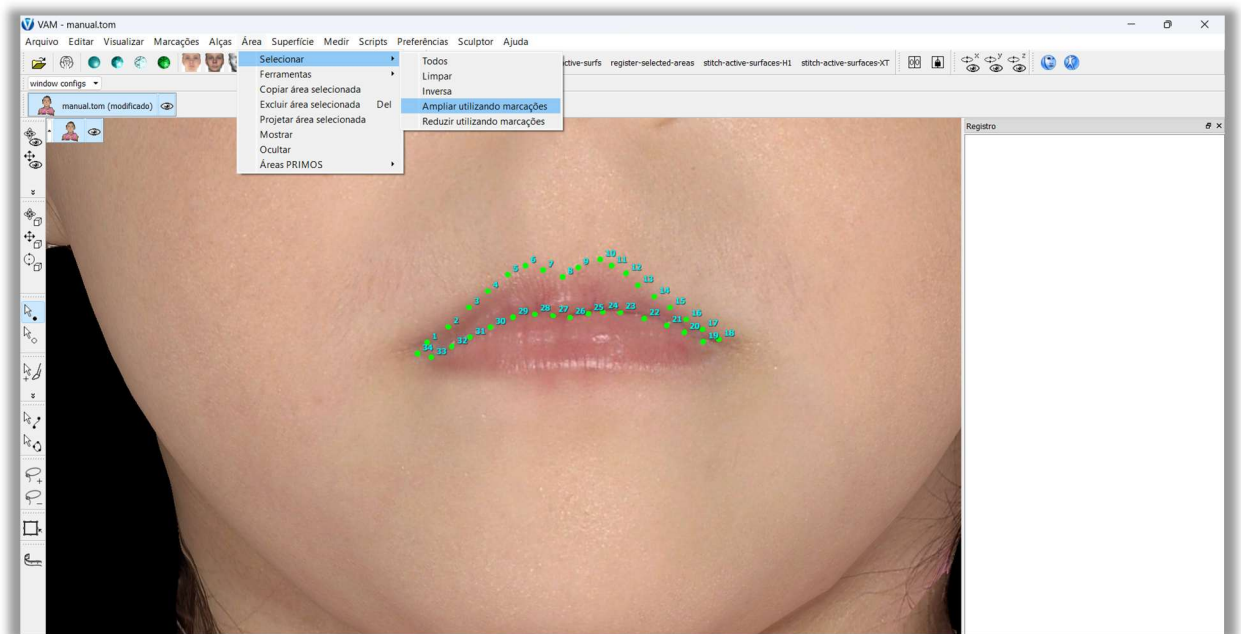 VAM - manual.tom
Arquivo Editar Visualizar Marcações Alças Área Superfície Medir Scripts Preferências Sculptor Ajuda
ctive-surfs register-selected-areas stitch-active-surfaces-H1 stitch-active-surfaces-XT
X Y Z
window configs
manual.tom (modificado)
Selecionar
Ferramentas
Copiar área selecionada
Excluir área selecionada Del
Projetar área selecionada
Mostrar
Ocultar
Áreas PRIMOS
Todos
Limpar
Inversa
Ampliar utilizando marcações
Reduzir utilizando marcações
Registro
1
2
3
4
5
6
7
8
9
10
11
12
13
14
15
16
17
18
19
20
21
22
23
24
25
26
27
28
29
30
31
32
33
34